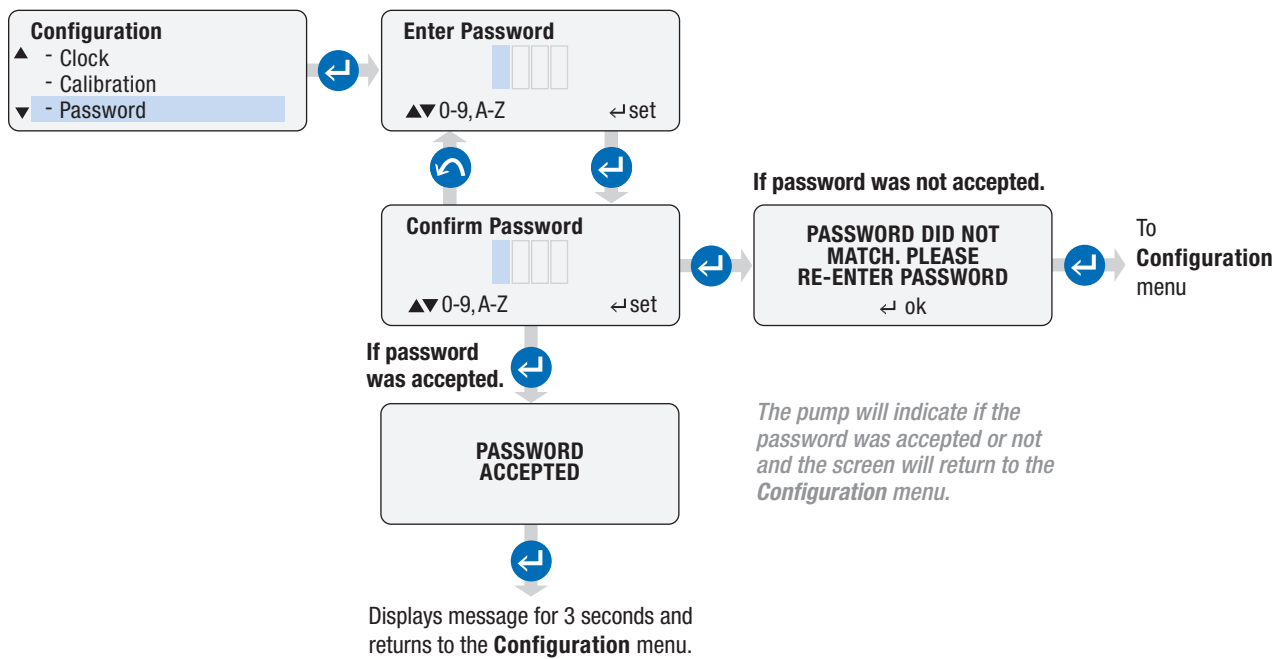 Configuration
- Clock
- Calibration
- Password
Enter Password
▲▼ 0-9, A-Z ↵ set
Confirm Password
▲▼ 0-9, A-Z ↵ set
If password was not accepted.
PASSWORD DID NOT
MATCH. PLEASE
RE-ENTER PASSWORD
↵ ok
To
Configuration
menu
If password
was accepted.
PASSWORD
ACCEPTED
The pump will indicate if the
password was accepted or not
and the screen will return to the
Configuration menu.
Displays message for 3 seconds and
returns to the Configuration menu.